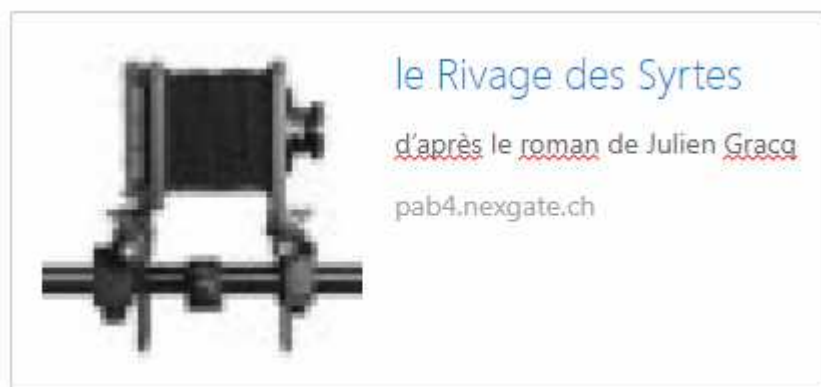 le Rivage des Syrtes
d'après le roman de Julien Gracq
pab4.nexgate.ch